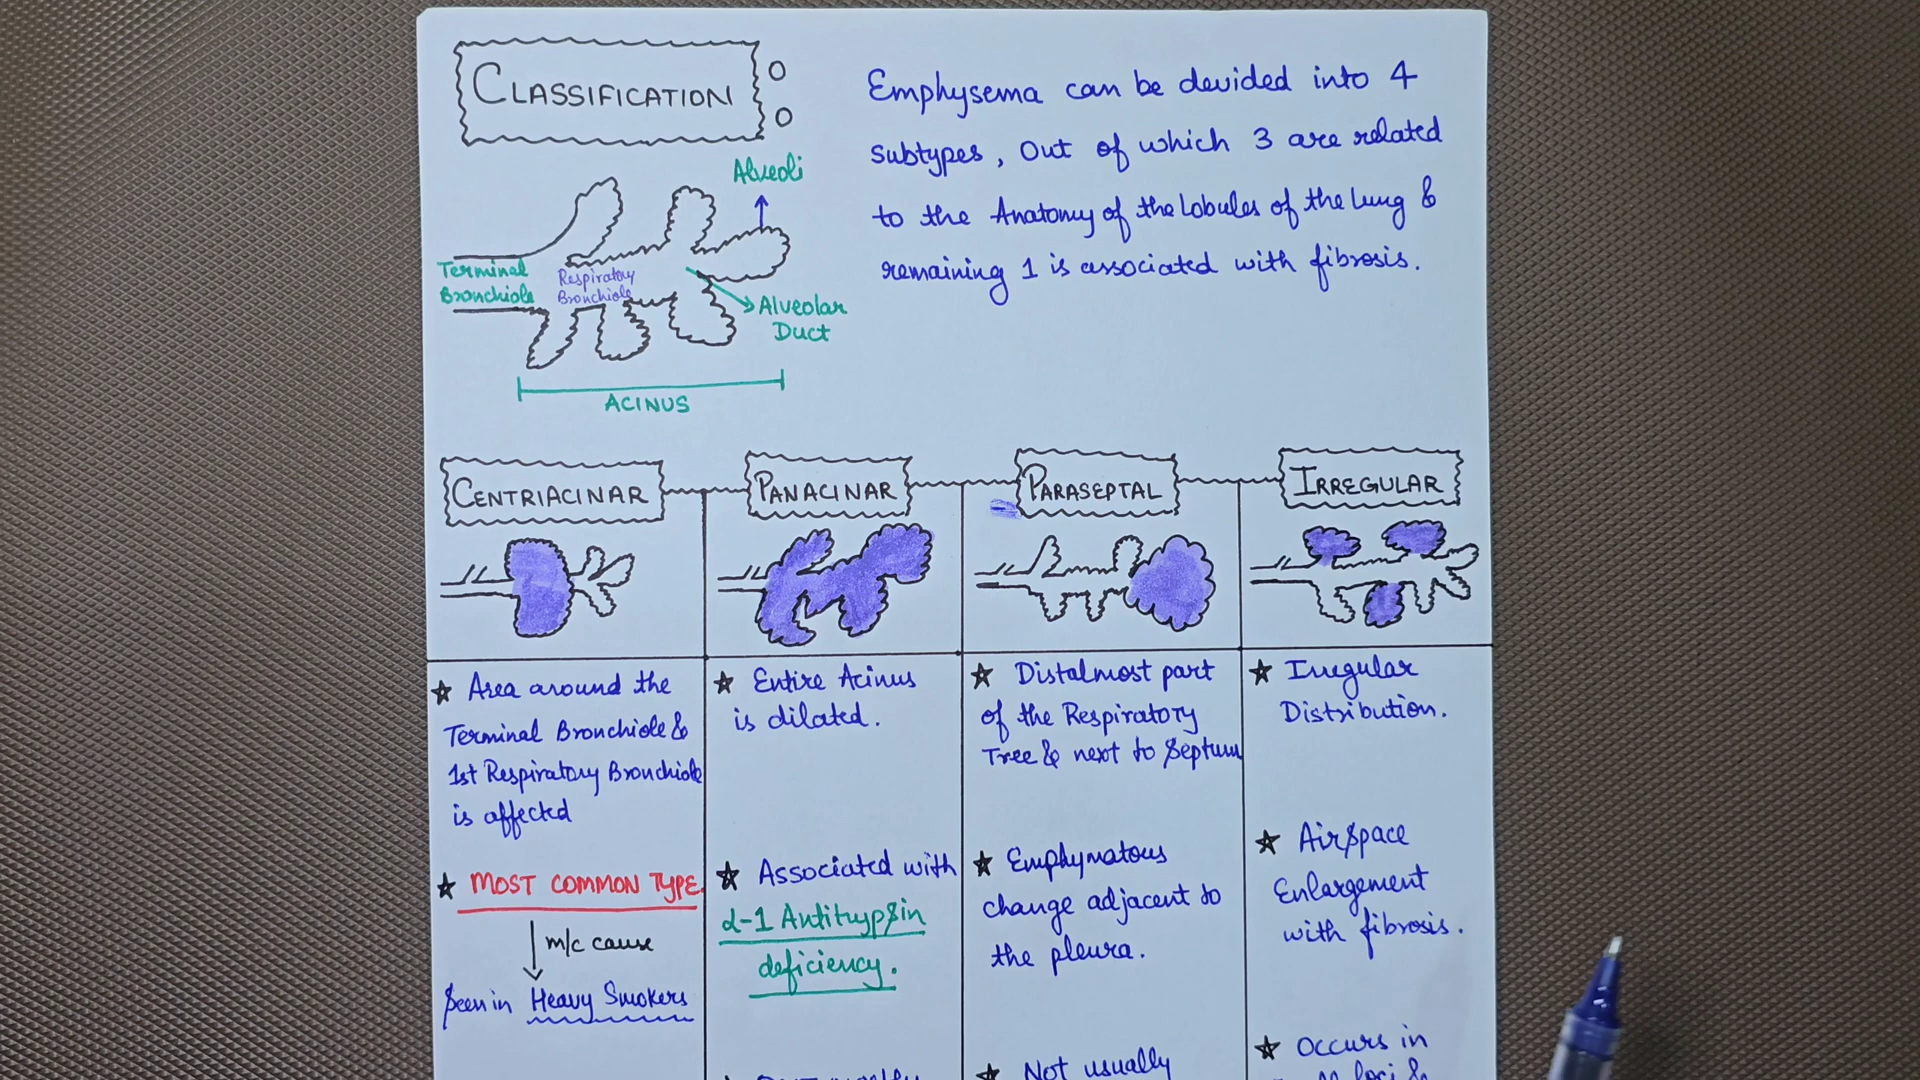 CLASSIFICATION
Emphysema can be devided into 4
subtypes, Out of which 3 are related
to the Anatomy of the Lobules of the Lung &
remaining 1 is associated with fibrosis.
Alveoli
Terminal
Bronchiole
Respiratory
Bronchiole
Alveolar
Duct
ACINUS
CENTRIACINAR
PANACINAR
PARASEPTAL
IRREGULAR
★ Area around the
Terminal Bronchiole &
1st Respiratory Bronchiole
is affected
★ MOST COMMON TYPE.
m/c cause
Seen in Heavy Smokers
★ Entire Acinus
is dilated.
★ Associated with
α-1 Antitrypsin
deficiency.
★ Distalmost part
of the Respiratory
Tree & next to Septum
★ Emphymatous
change adjacent to
the pleura.
★ Not usually
★ Irregular
Distribution.
★ Airspace
Enlargement
with fibrosis.
★ Occurs in